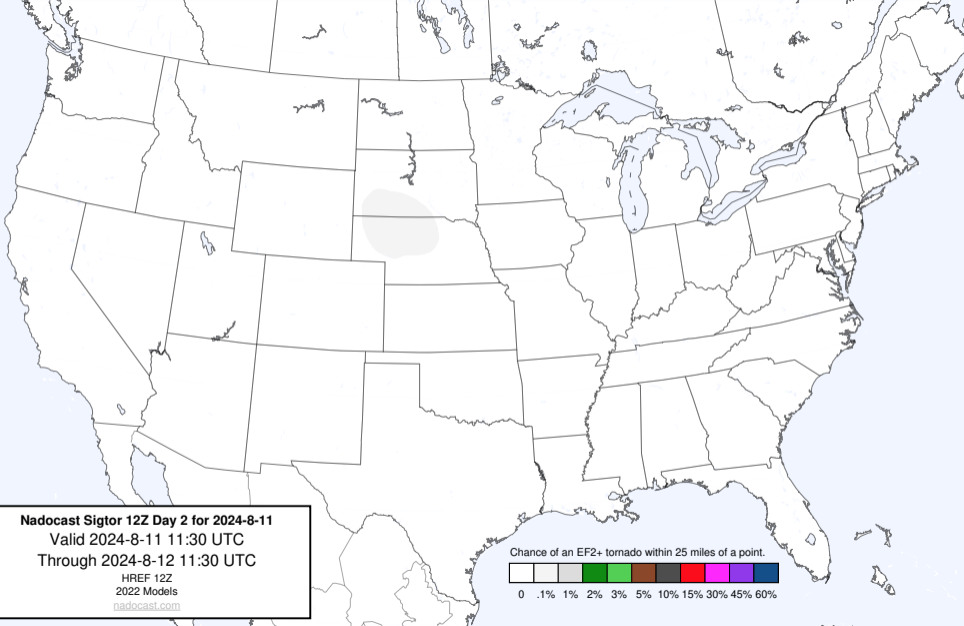 Nadocast Sigtor 12Z Day 2 for 2024-8-11
Valid 2024-8-11 11:30 UTC
Through 2024-8-12 11:30 UTC
HREF 12Z
2022 Models
nadocast.com
Chance of an EF2+ tornado within 25 miles of a point.
0 .1% 1% 2% 3% 5% 10% 15% 30% 45% 60%